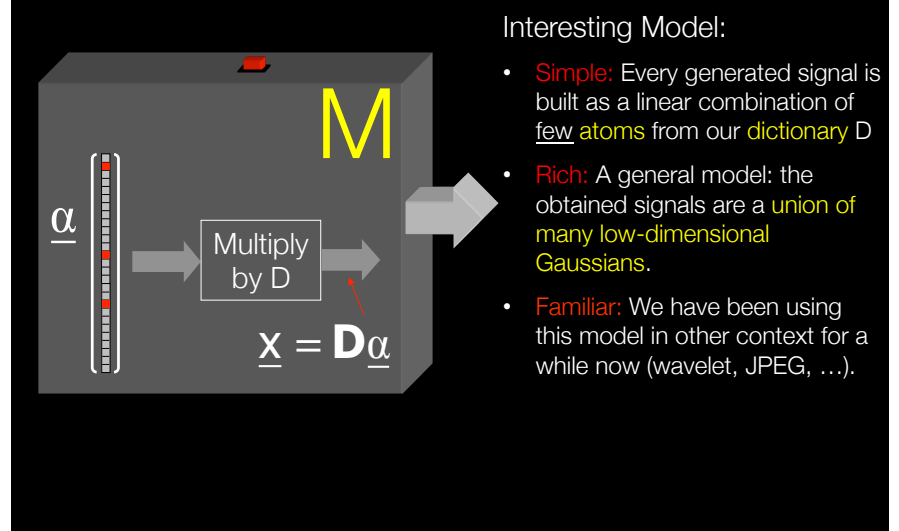 Interesting Model:
• Simple: Every generated signal is
built as a linear combination of
few atoms from our dictionary D
• Rich: A general model: the
obtained signals are a union of
many low-dimensional
Gaussians.
• Familiar: We have been using
this model in other context for a
while now (wavelet, JPEG, …).
M
α
Multiply
by D
x = Dα